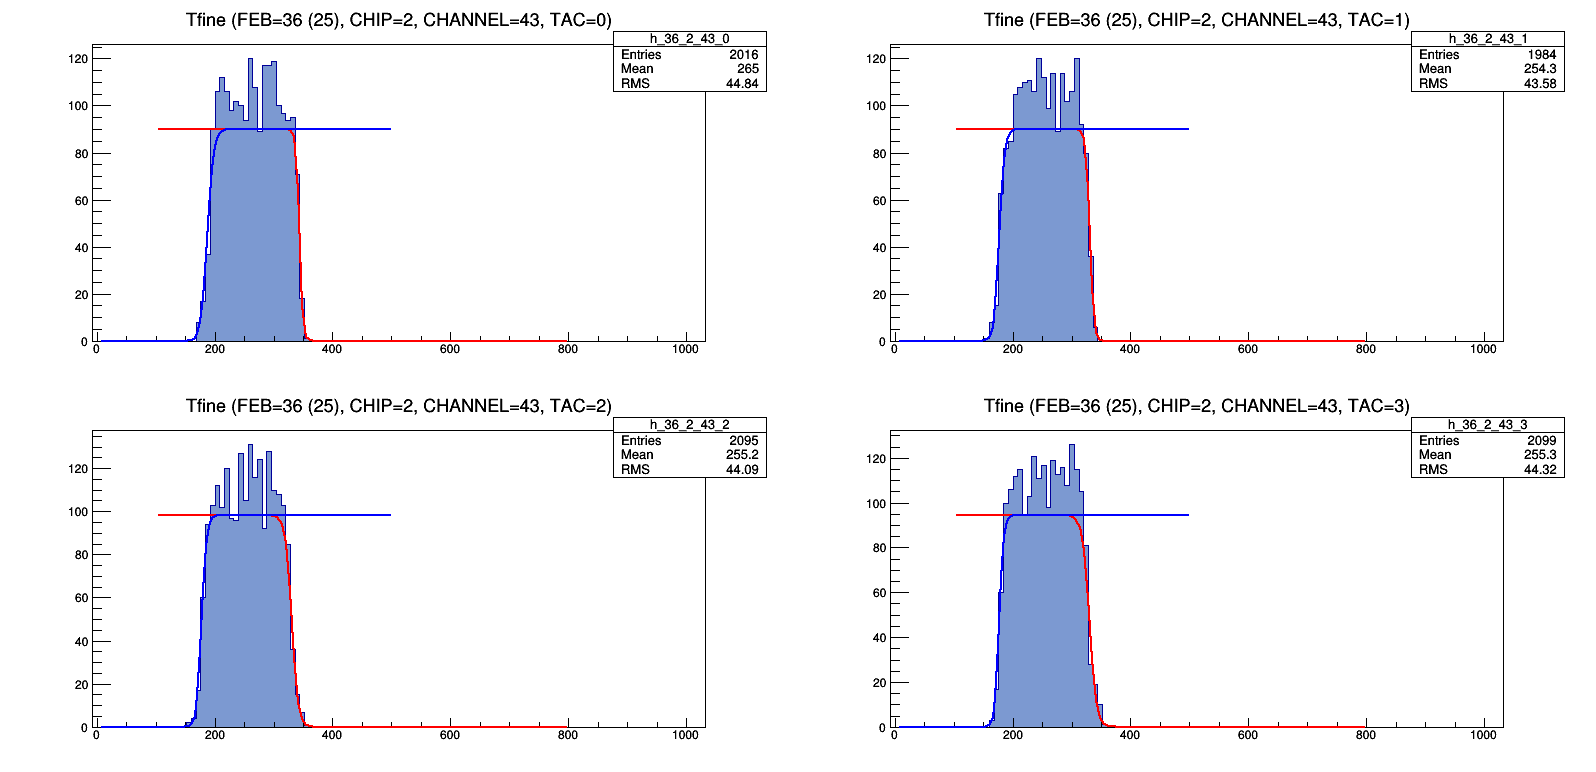 Tfine (FEB=36 (25), CHIP=2, CHANNEL=43, TAC=0)
h_36_2_43_0
Entries 2016
Mean 265
RMS 44.84
120
100
80
60
40
20
0
0 200 400 600 800 1000
Tfine (FEB=36 (25), CHIP=2, CHANNEL=43, TAC=1)
h_36_2_43_1
Entries 1984
Mean 254.3
RMS 43.58
120
100
80
60
40
20
0
0 200 400 600 800 1000
Tfine (FEB=36 (25), CHIP=2, CHANNEL=43, TAC=2)
h_36_2_43_2
Entries 2095
Mean 255.2
RMS 44.09
120
100
80
60
40
20
0
0 200 400 600 800 1000
Tfine (FEB=36 (25), CHIP=2, CHANNEL=43, TAC=3)
h_36_2_43_3
Entries 2099
Mean 255.3
RMS 44.32
120
100
80
60
40
20
0
0 200 400 600 800 1000